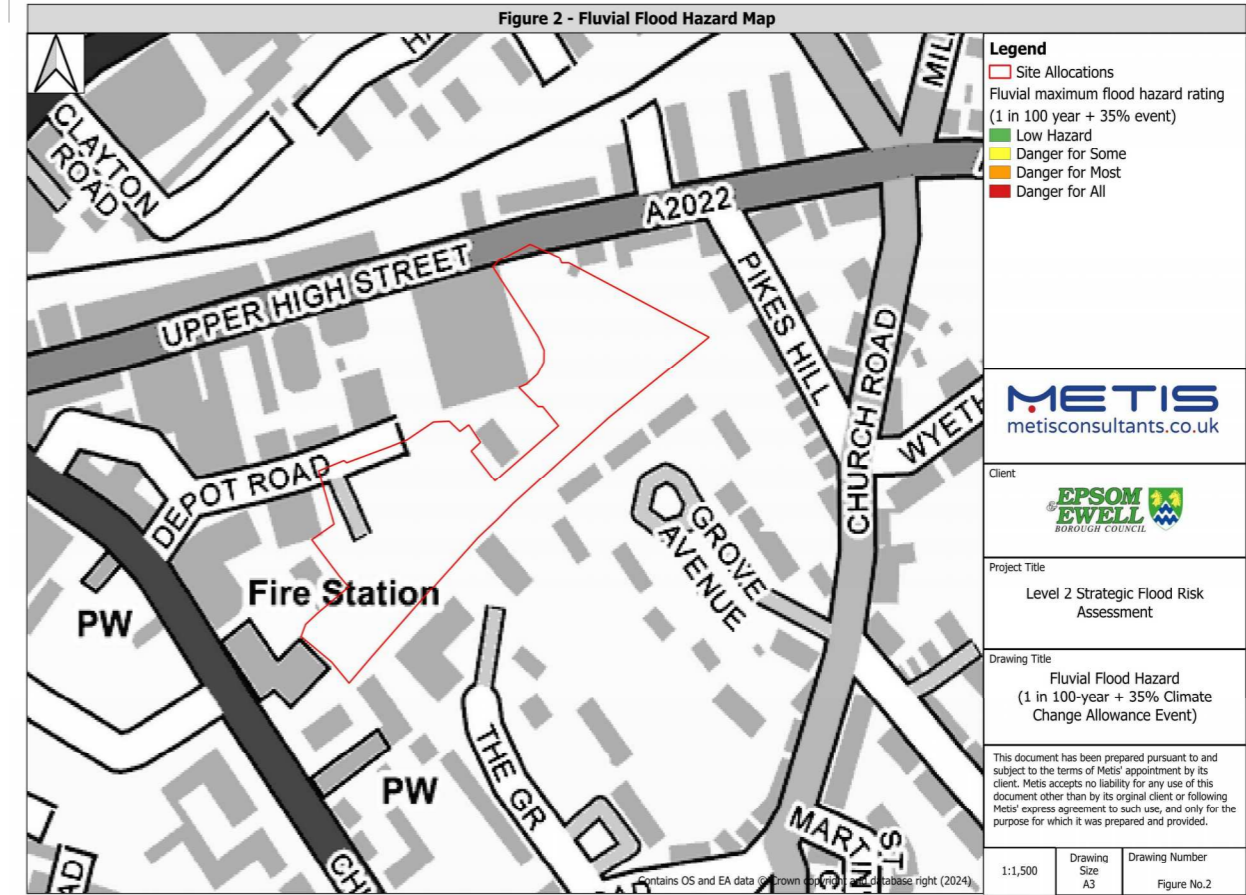 Figure 2 - Fluvial Flood Hazard Map
CLAYTON
ROAD
UPPER HIGH STREET
A2022
PIKES HILL
CHURCH ROAD
DEPOT ROAD
GROVE
AVENUE
Fire Station
PW
THE GR
PW
Contains OS and EA data © Crown copyright and database right (2024)
Legend
Site Allocations
Fluvial maximum flood hazard rating
(1 in 100 year + 35% event)
Low Hazard
Danger for Some
Danger for Most
Danger for All
METIS
metisconsultants.co.uk
Client
EPSOM
& EWELL
BOROUGH COUNCIL
Project Title
Level 2 Strategic Flood Risk
Assessment
Drawing Title
Fluvial Flood Hazard
(1 in 100-year + 35% Climate
Change Allowance Event)
This document has been prepared pursuant to and
subject to the terms of Metis' appointment by its
client. Metis accepts no liability for any use of this
document other than by its orginal client or following
Metis' express agreement to such use, and only for the
purpose for which it was prepared and provided.
1:1,500
Drawing
Size
A3
Drawing Number
Figure No.2